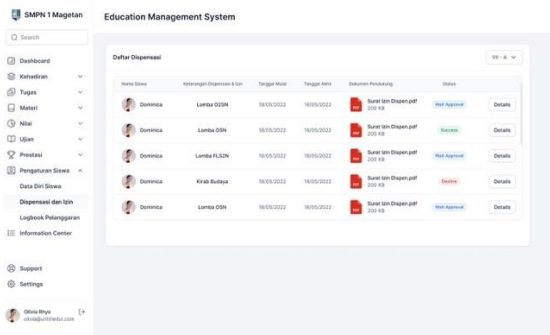 SMPN 1 Magetan
Education Management System
Search
Dashboard
Kehadiran
Tugas
Materi
Nilai
Ujian
Prestasi
Pengaturan Siswa
Data Diri Siswa
Dispensasi dan Izin
Logbook Pelanggaran
Information Center
Support
Settings
Olivia Rhye
olivia@untitledui.com
Daftar Dispensasi
VII - A
Nama Siswa Keterangan Dispensasi & Izin Tanggal Mulai Tanggal Akhir Dokumen Pendukung Status
Dominica Lomba O2SN 18/05/2022 18/05/2022 Surat Izin Dispen.pdf Wait Approval Details
200 KB
Dominica Lomba OSN 18/05/2022 18/05/2022 Surat Izin Dispen.pdf Success Details
200 KB
Dominica Lomba FLS2N 18/05/2022 18/05/2022 Surat Izin Dispen.pdf Wait Approval Details
200 KB
Dominica Kirab Budaya 18/05/2022 18/05/2022 Surat Izin Dispen.pdf Decline Details
200 KB
Dominica Lomba OSN 18/05/2022 18/05/2022 Surat Izin Dispen.pdf Wait Approval Details
200 KB